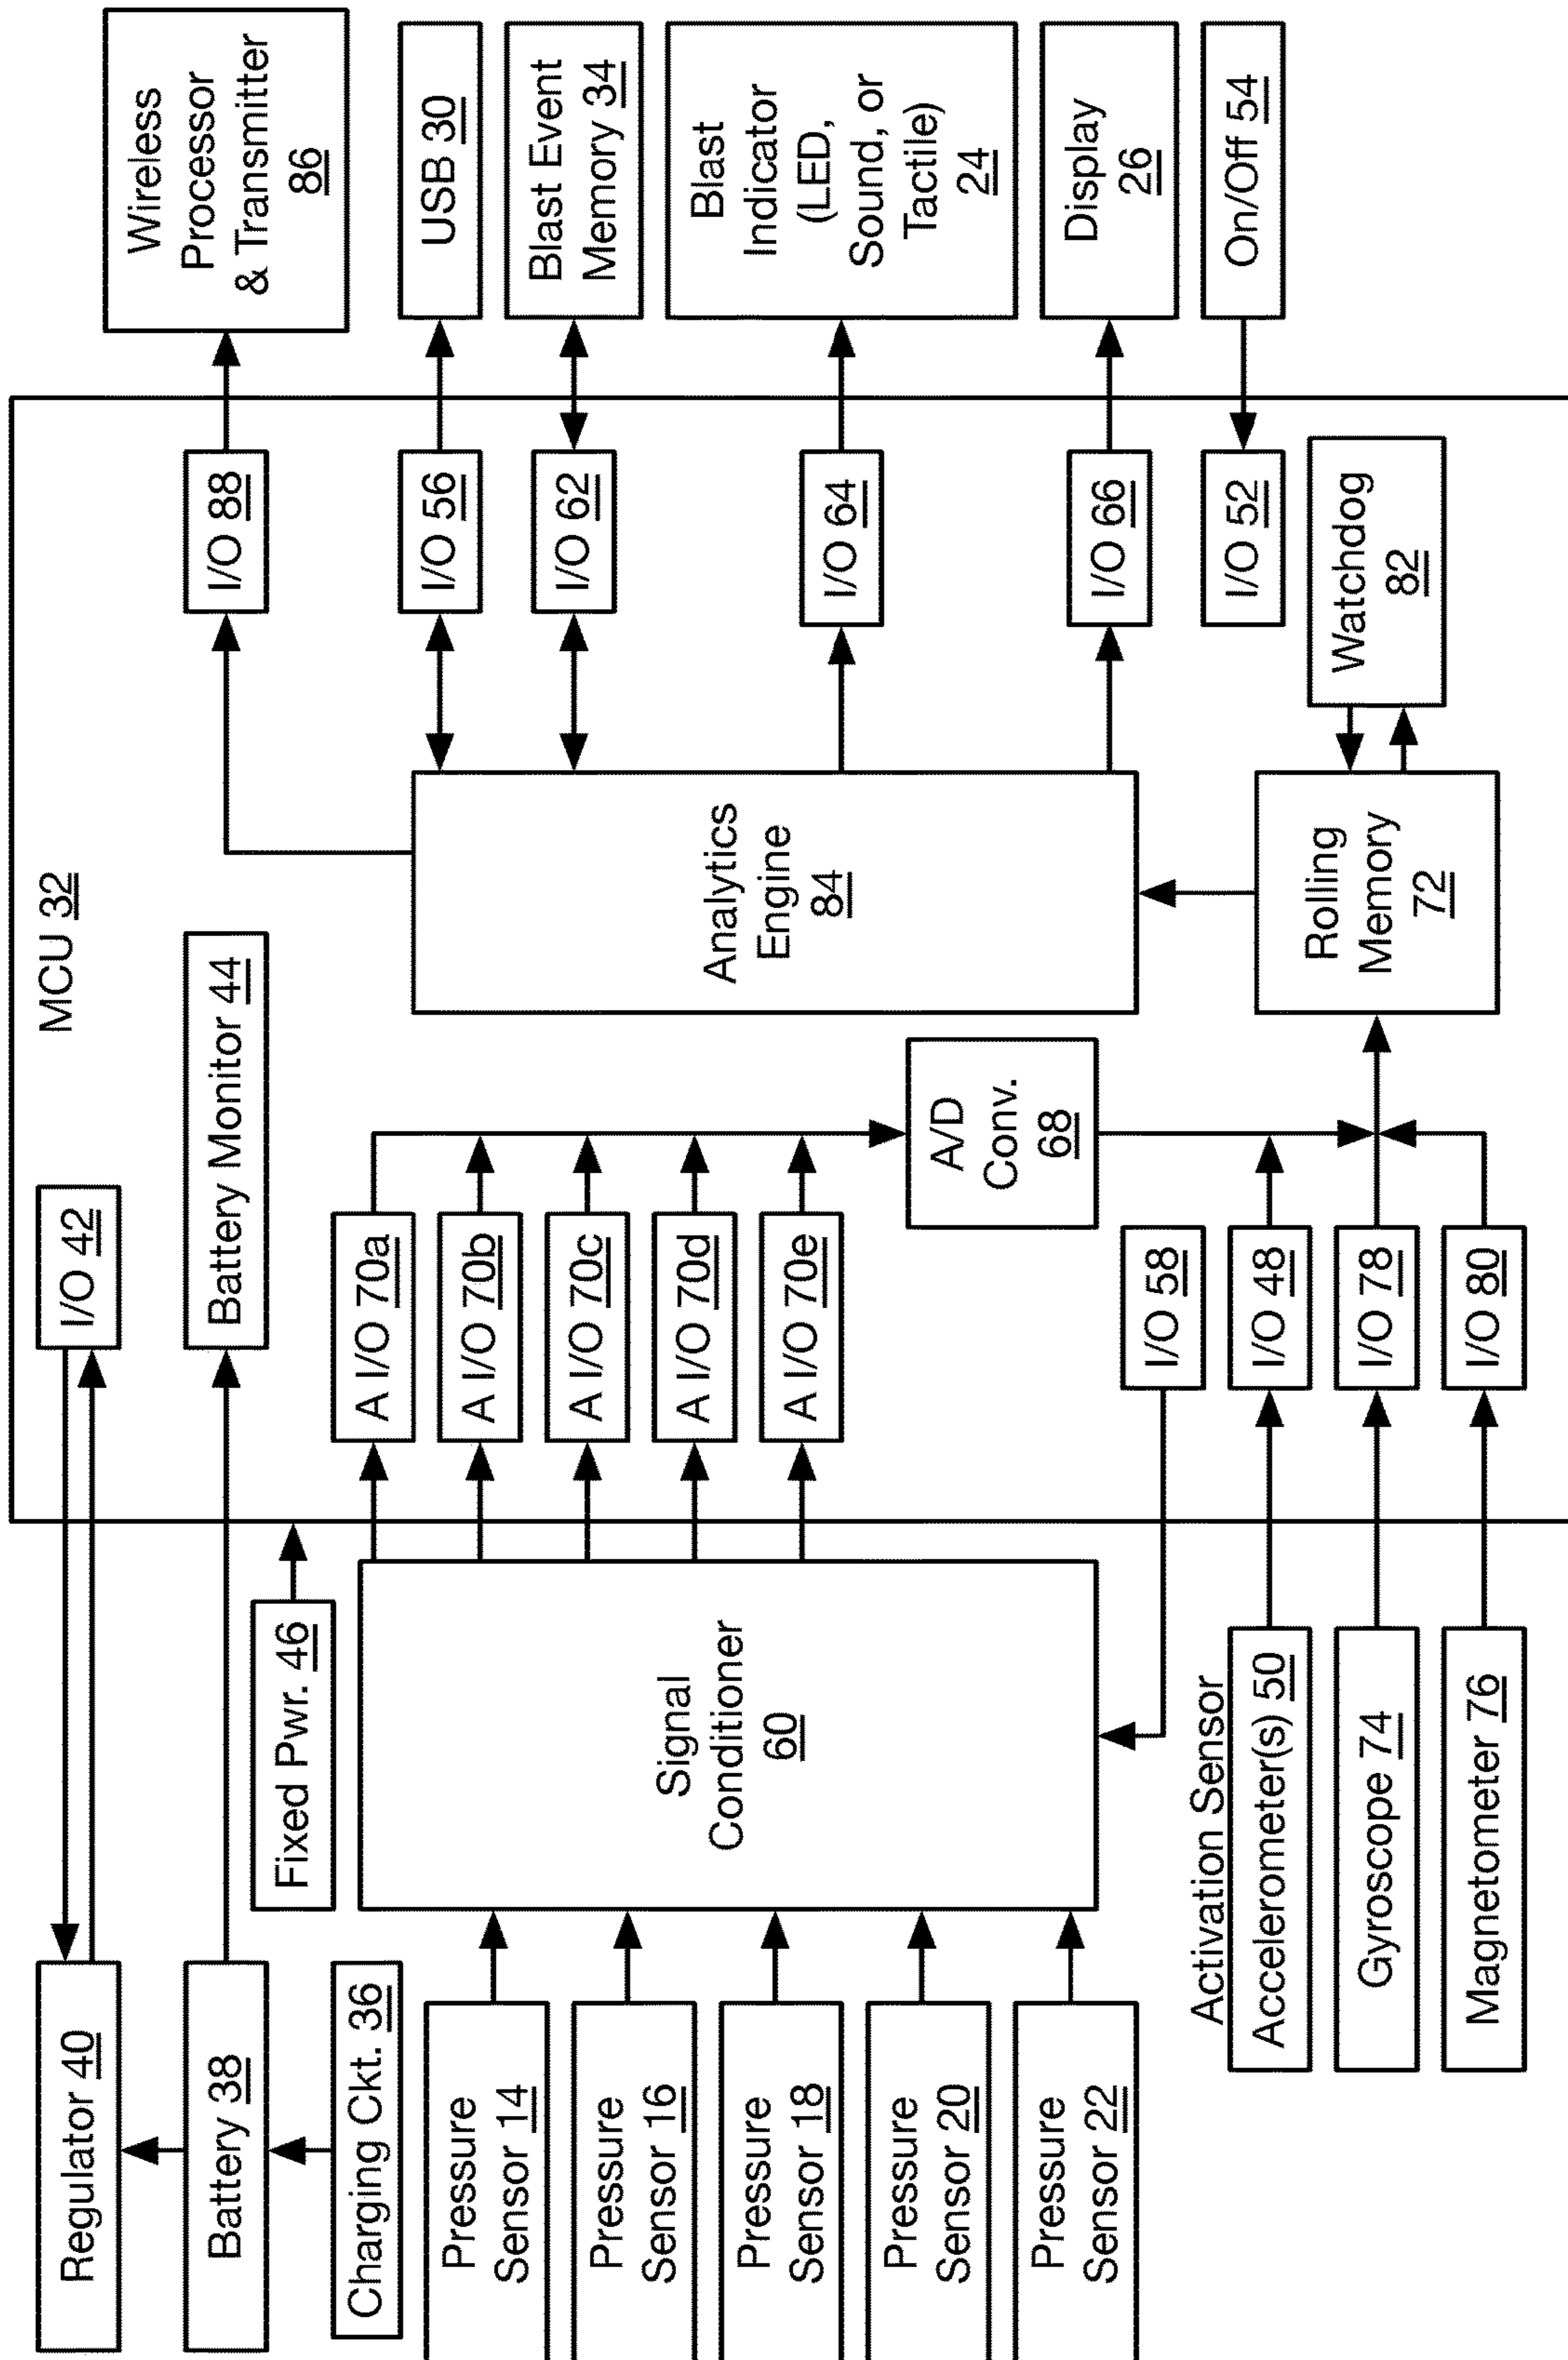 Regulator 40
Battery 38
Charging Ckt. 36
Fixed Pwr. 46
Pressure
Sensor 14
Pressure
Sensor 16
Pressure
Sensor 18
Pressure
Sensor 20
Pressure
Sensor 22
Signal
Conditioner
60
Activation Sensor
Accelerometer(s) 50
Gyroscope 74
Magnetometer 76
MCU 32
I/O 42
Battery Monitor 44
A I/O 70a
A I/O 70b
A I/O 70c
A I/O 70d
A I/O 70e
A/D
Conv.
68
I/O 58
I/O 48
I/O 78
I/O 80
Analytics
Engine
84
Rolling
Memory
72
I/O 88
I/O 56
I/O 62
I/O 64
I/O 66
I/O 52
Watchdog
82
Wireless
Processor
& Transmitter
86
USB 30
Blast Event
Memory 34
Blast
Indicator
(LED,
Sound, or
Tactile)
24
Display
26
On/Off 54